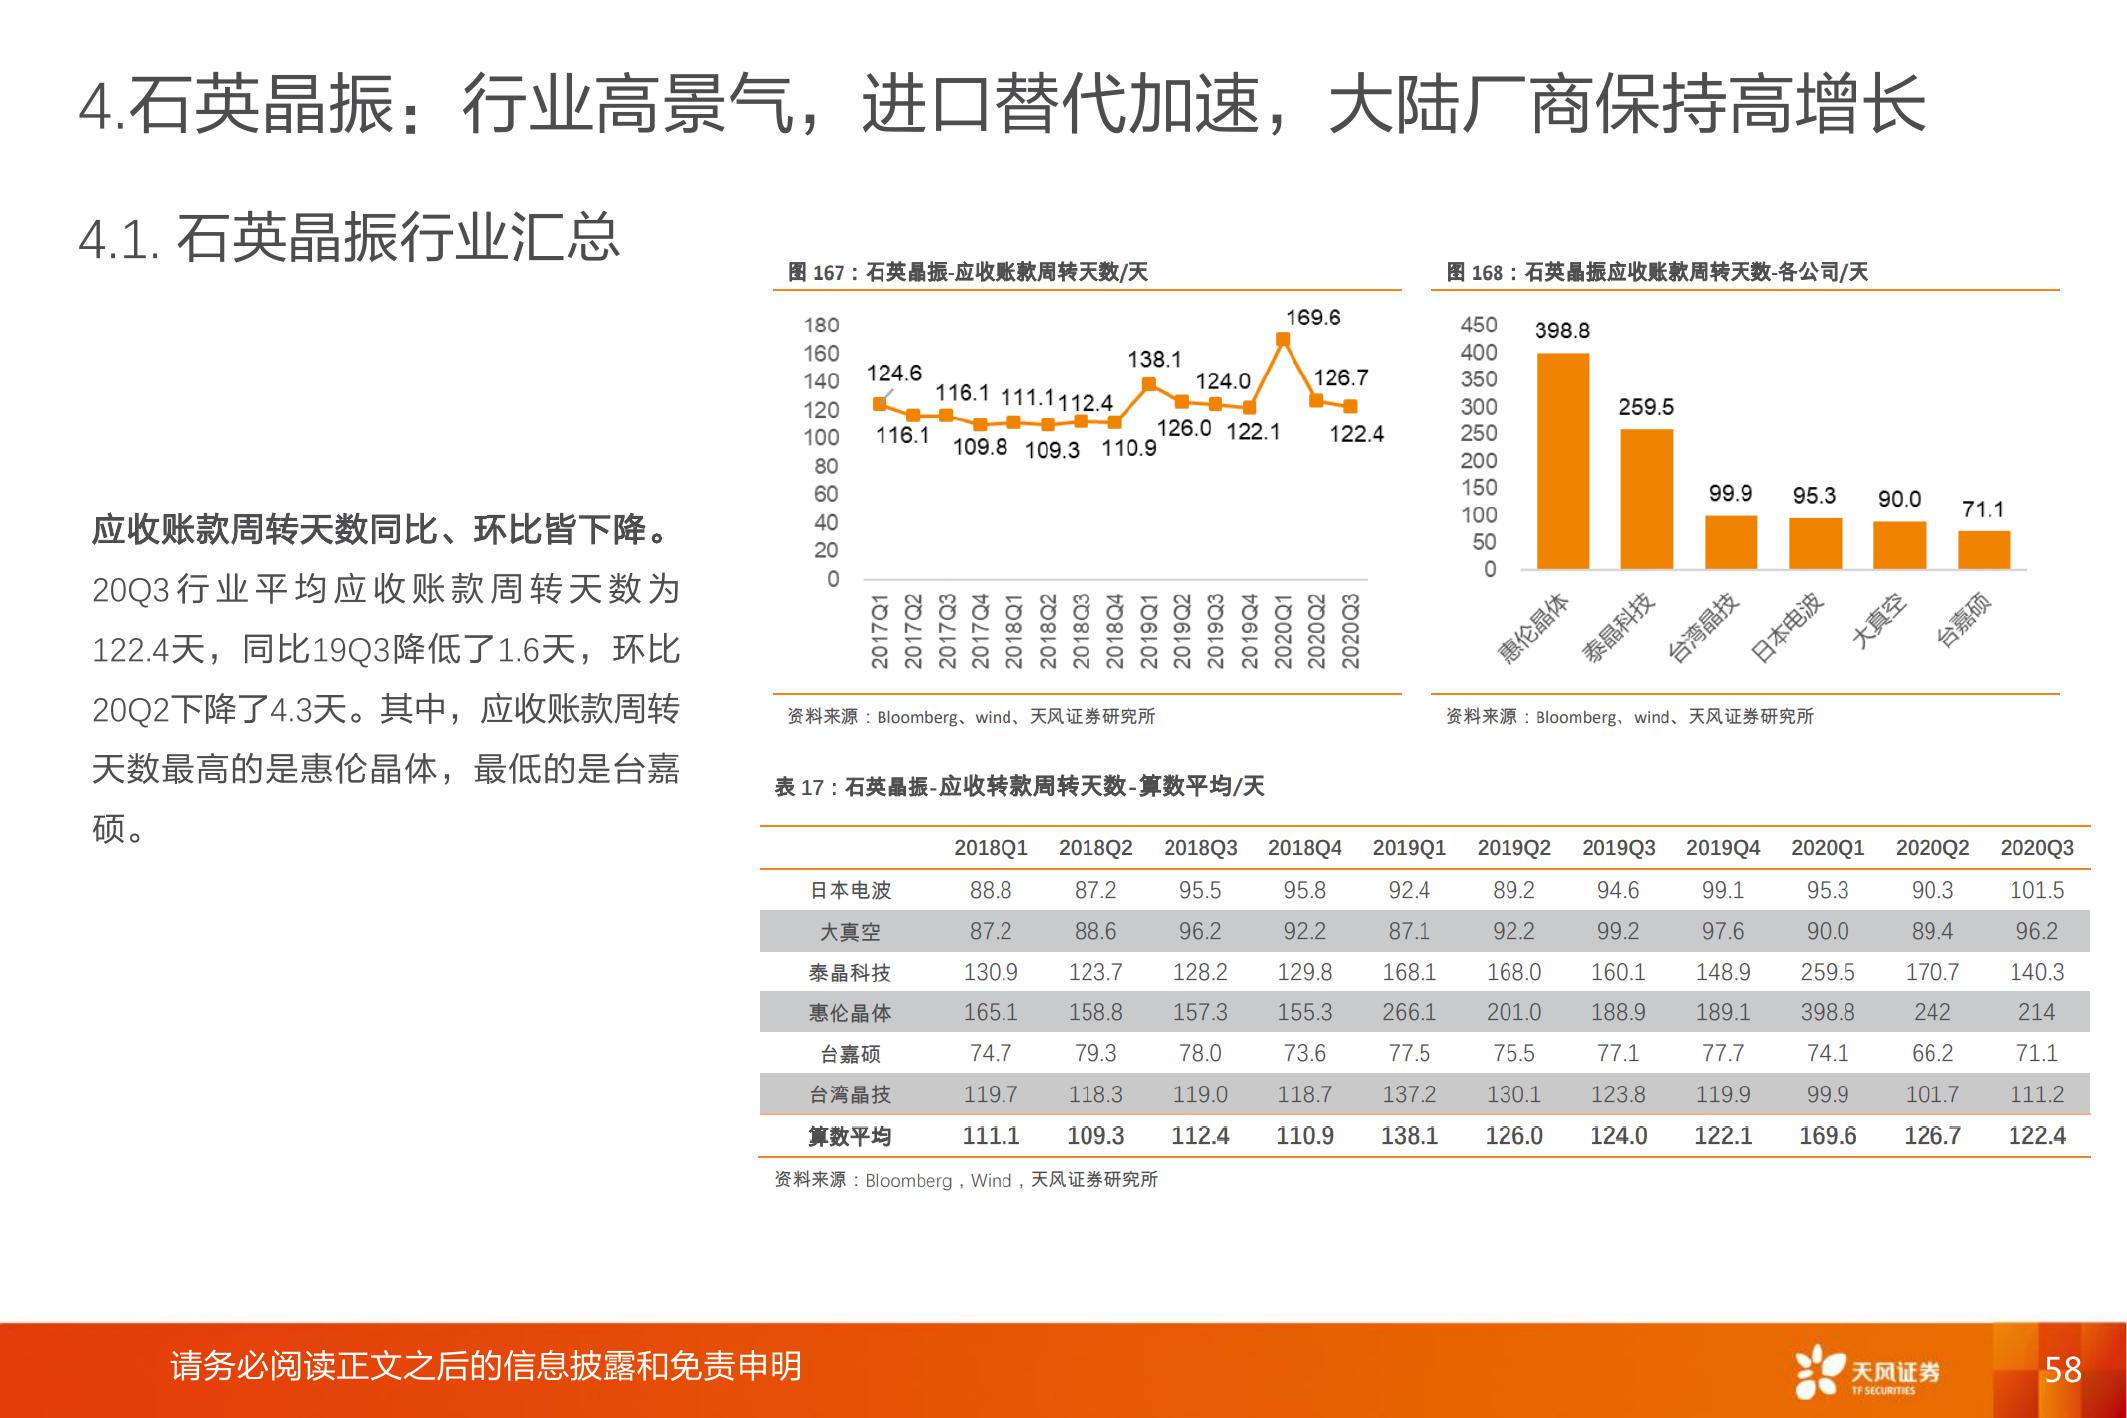 4.石英晶振：行业高景气，进口替代加速，大陆厂商保持高增长
4.1. 石英晶振行业汇总
应收账款周转天数同比、环比皆下降。
20Q3行业平均应收账款周转天数为
122.4天，同比19Q3降低了1.6天，环比
20Q2下降了4.3天。其中，应收账款周转
天数最高的是惠伦晶体，最低的是台嘉
硕。
图 167：石英晶振-应收账款周转天数/天
180
160
140
120
100
80
60
40
20
0
124.6
116.1
116.1
109.8
111.1
109.3
112.4
110.9
138.1
126.0
124.0
122.1
169.6
126.7
122.4
2017Q1
2017Q2
2017Q3
2017Q4
2018Q1
2018Q2
2018Q3
2018Q4
2019Q1
2019Q2
2019Q3
2019Q4
2020Q1
2020Q2
2020Q3
资料来源：Bloomberg、wind、天风证券研究所
图 168：石英晶振应收账款周转天数-各公司/天
450
400
350
300
250
200
150
100
50
0
398.8
259.5
99.9
95.3
90.0
71.1
惠伦晶体
泰晶科技
台湾晶技
日本电波
大真空
台嘉硕
资料来源：Bloomberg、wind、天风证券研究所
表 17：石英晶振-应收转款周转天数-算数平均/天
2018Q1 2018Q2 2018Q3 2018Q4 2019Q1 2019Q2 2019Q3 2019Q4 2020Q1 2020Q2 2020Q3
日本电波 88.8 87.2 95.5 95.8 92.4 89.2 94.6 99.1 95.3 90.3 101.5
大真空 87.2 88.6 96.2 92.2 87.1 92.2 99.2 97.6 90.0 89.4 96.2
泰晶科技 130.9 123.7 128.2 129.8 168.1 168.0 160.1 148.9 259.5 170.7 140.3
惠伦晶体 165.1 158.8 157.3 155.3 266.1 201.0 188.9 189.1 398.8 242 214
台嘉硕 74.7 79.3 78.0 73.6 77.5 75.5 77.1 77.7 74.1 66.2 71.1
台湾晶技 119.7 118.3 119.0 118.7 137.2 130.1 123.8 119.9 99.9 101.7 111.2
算数平均 111.1 109.3 112.4 110.9 138.1 126.0 124.0 122.1 169.6 126.7 122.4
资料来源：Bloomberg，Wind，天风证券研究所
请务必阅读正文之后的信息披露和免责申明
天风证券
TF SECURITIES
58